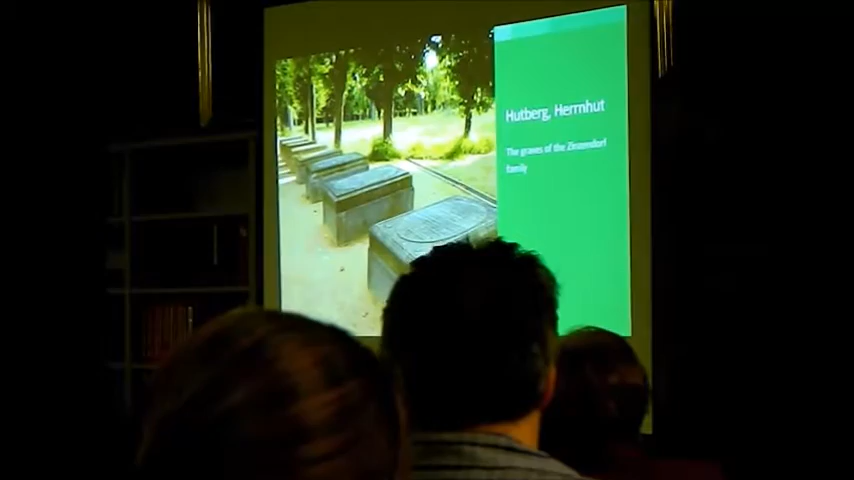 Hutberg, Herrnhut
The graves of the Zinzendorf
family